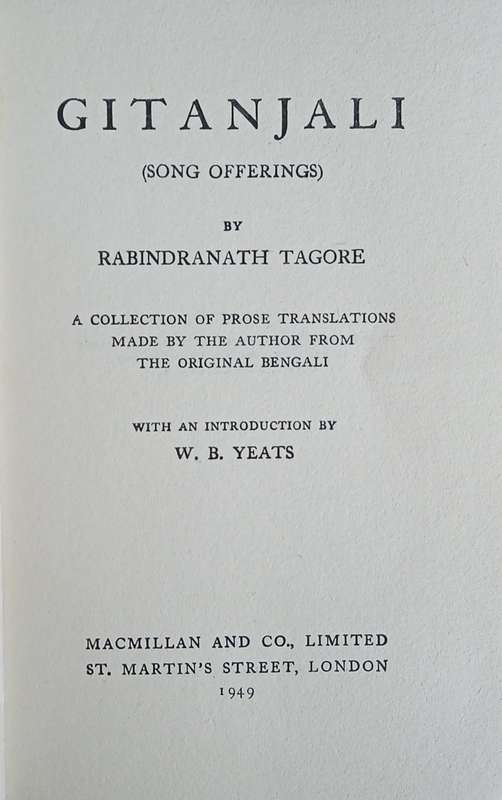 GITANJALI
(SONG OFFERINGS)
BY
RABINDRANATH TAGORE
A COLLECTION OF PROSE TRANSLATIONS
MADE BY THE AUTHOR FROM
THE ORIGINAL BENGALI
WITH AN INTRODUCTION BY
W. B. YEATS
MACMILLAN AND CO., LIMITED
ST. MARTIN'S STREET, LONDON
1949